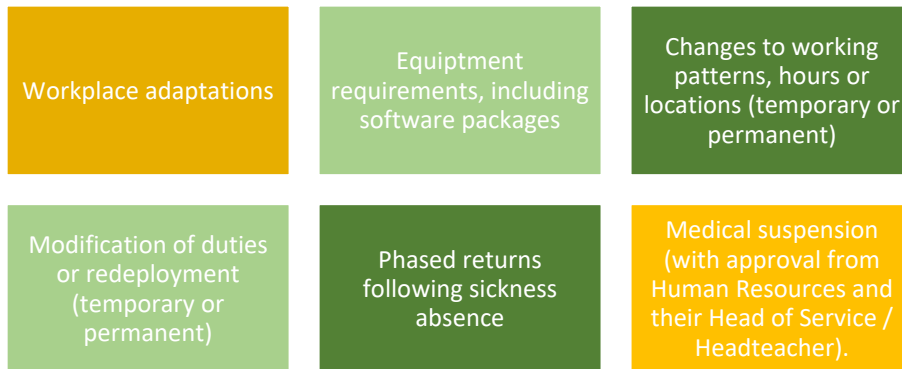 Workplace adaptations
Equiptment
requirements, including
software packages
Changes to working
patterns, hours or
locations (temporary or
permanent)
Modification of duties
or redeployment
(temporary or
permanent)
Phased returns
following sickness
absence
Medical suspension
(with approval from
Human Resources and
their Head of Service /
Headteacher).